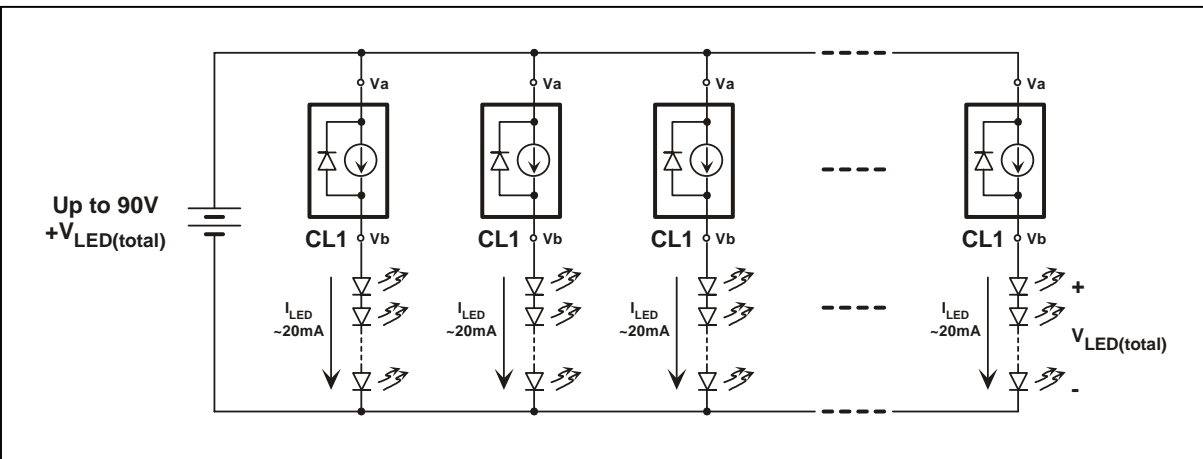 Va
Va
Va
Va
Up to 90V
+VLED(total)
CL1
Vb
CL1
Vb
CL1
Vb
CL1
Vb
ILED
~20mA
ILED
~20mA
ILED
~20mA
ILED
~20mA
+
VLED(total)
-